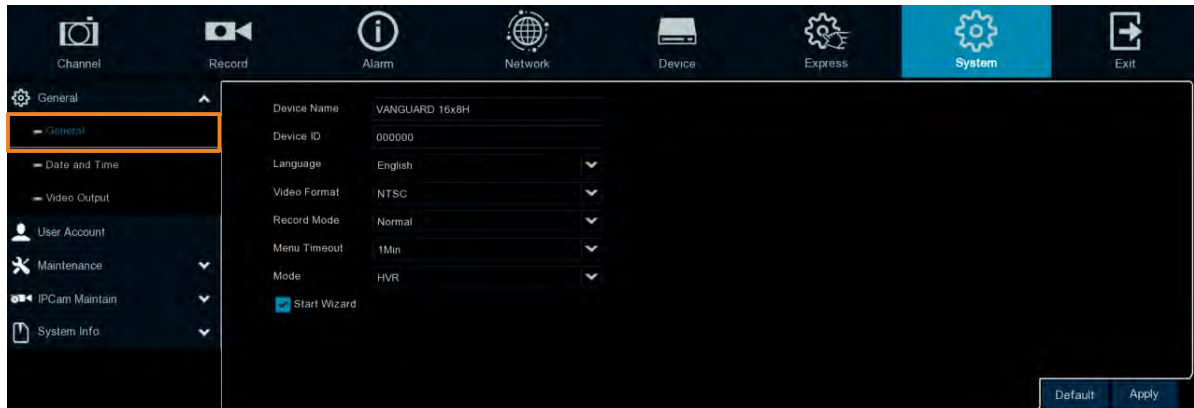 Channel Record Alarm Network Device Express System Exit
General
General
Date and Time
Video Output
User Account
Maintenance
IPCam Maintain
System Info
Device Name VANGUARD 16x8H
Device ID 000000
Language English
Video Format NTSC
Record Mode Normal
Menu Timeout 1Min
Mode HVR
Start Wizard
Default Apply